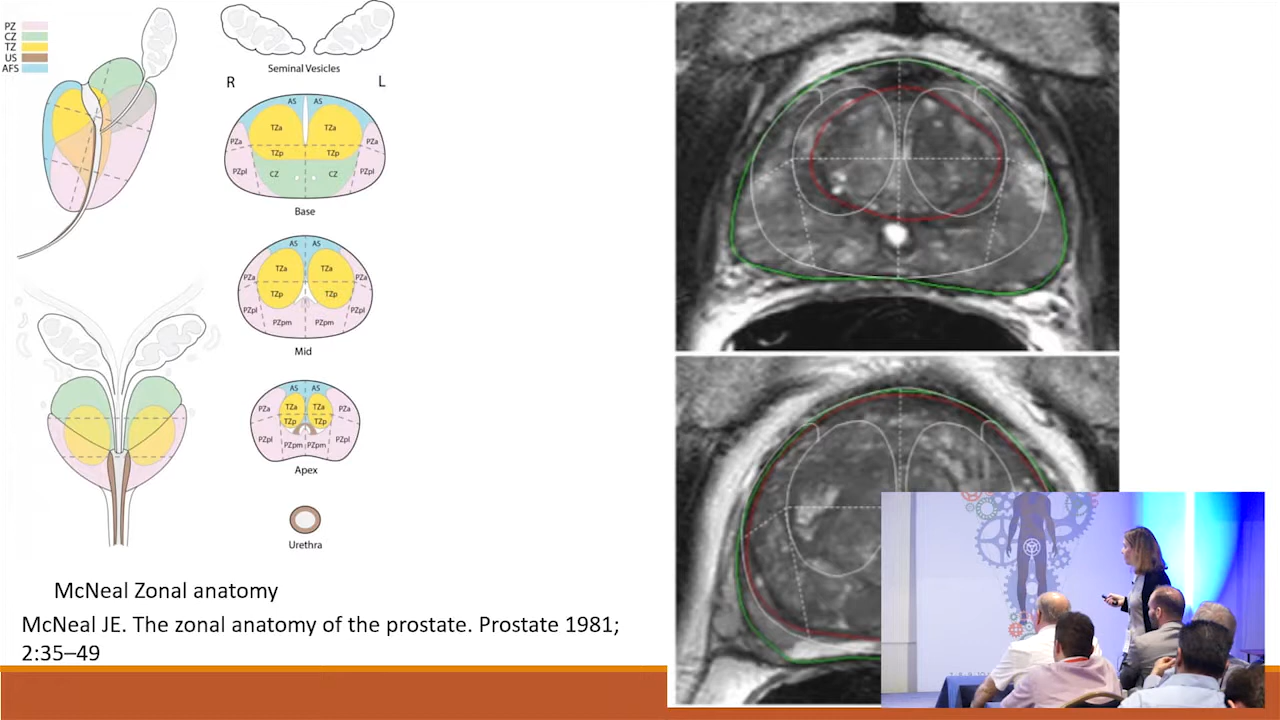 PZ
CZ
TZ
US
AFS
Seminal Vesicles
R
L
AS AS
TZa TZa
PZa PZa
TZp TZp
PZpl CZ CZ PZpl
Base
AS AS
TZa TZa
PZa PZa
TZp TZp
PZpl PZpl
PZpm PZpm
Mid
AS AS
PZa TZa TZa PZa
TZp TZp
PZpl PZpl
PZpm PZpm
Apex
Urethra
McNeal Zonal anatomy
McNeal JE. The zonal anatomy of the prostate. Prostate 1981;
2:35–49